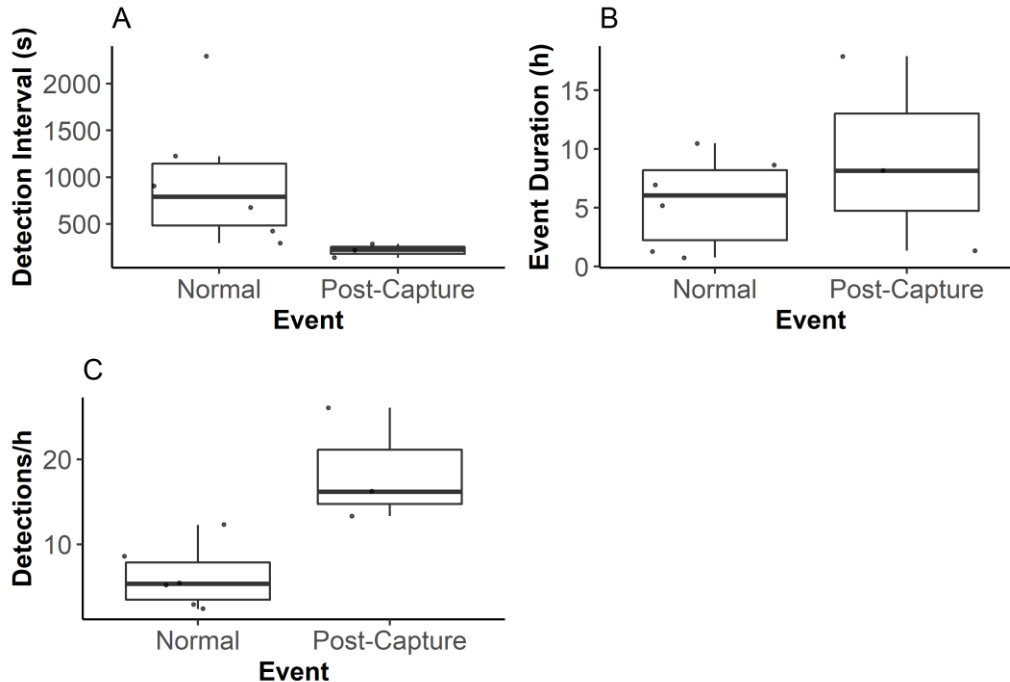 A
Detection Interval (s)
2000
1500
1000
500
Normal
Post-Capture
Event
B
Event Duration (h)
15
10
5
0
Normal
Post-Capture
Event
C
Detections/h
20
10
Normal
Post-Capture
Event